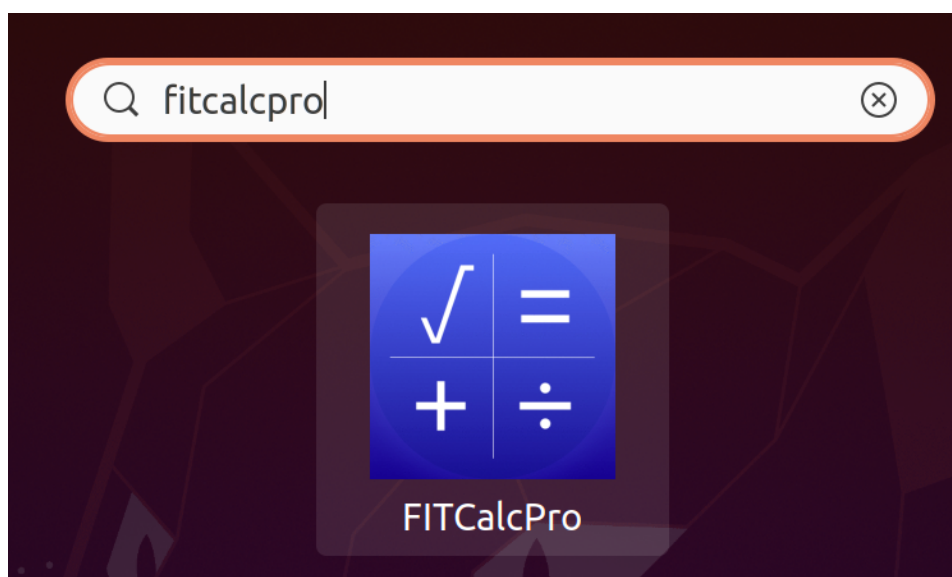 fitcalcpro
√ =
+ ÷
FITCalcPro